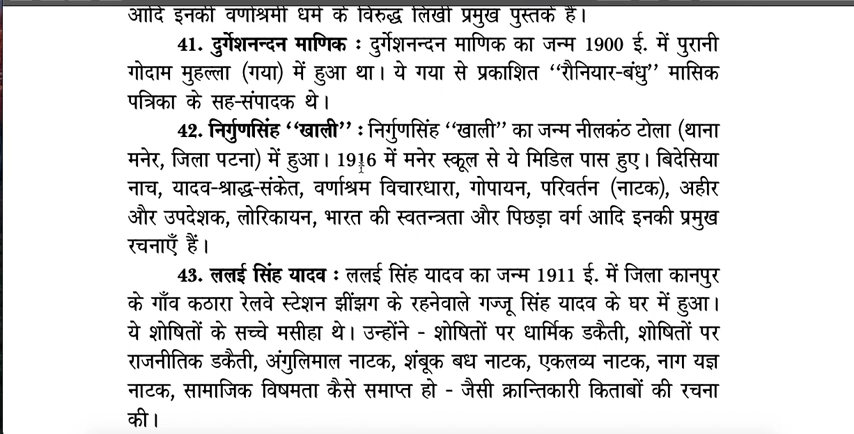 आदि इनकी वर्णाश्रमी धर्म के विरुद्ध लिखी प्रमुख पुस्तकें हैं।
41. दुर्गेशनन्दन माणिक : दुर्गेशनन्दन माणिक का जन्म 1900 ई. में पुरानी
गोदाम मुहल्ला (गया) में हुआ था। ये गया से प्रकाशित ‘‘रौनियार-बंधु’’ मासिक
पत्रिका के सह-संपादक थे।
42. निर्गुणसिंह ‘‘खाली’’ : निर्गुणसिंह ‘‘खाली’’ का जन्म नीलकंठ टोला (थाना
मनेर, जिला पटना) में हुआ। 1916 में मनेर स्कूल से ये मिडिल पास हुए। बिदेसिया
नाच, यादव-श्राद्ध-संकेत, वर्णाश्रम विचारधारा, गोपायन, परिवर्तन (नाटक), अहीर
और उपदेशक, लोरिकायन, भारत की स्वतन्त्रता और पिछड़ा वर्ग आदि इनकी प्रमुख
रचनाएँ हैं।
43. ललई सिंह यादव : ललई सिंह यादव का जन्म 1911 ई. में जिला कानपुर
के गाँव कठारा रेलवे स्टेशन झींझग के रहनेवाले गज्जू सिंह यादव के घर में हुआ।
ये शोषितों के सच्चे मसीहा थे। उन्होंने - शोषितों पर धार्मिक डकैती, शोषितों पर
राजनीतिक डकैती, अंगुलिमाल नाटक, शंबूक बध नाटक, एकलव्य नाटक, नाग यज्ञ
नाटक, सामाजिक विषमता कैसे समाप्त हो - जैसी क्रान्तिकारी किताबों की रचना
की।